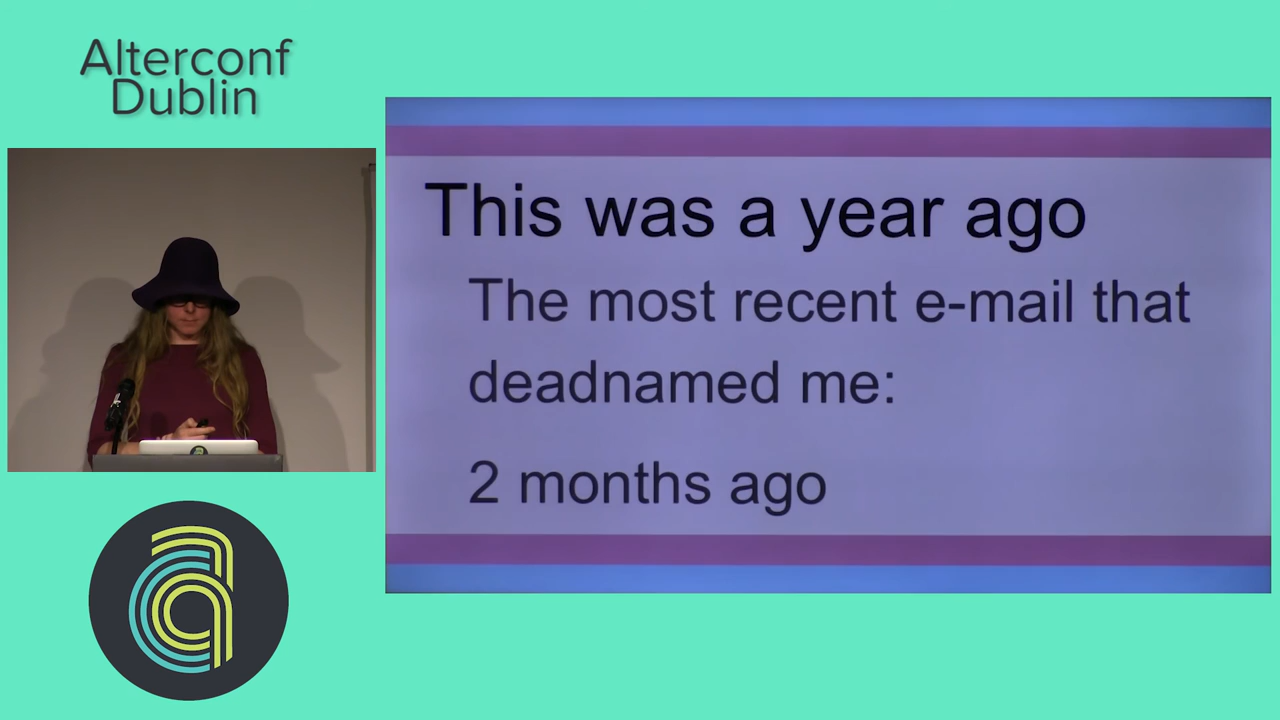 Alterconf
Dublin
This was a year ago
The most recent e-mail that
deadnamed me:
2 months ago